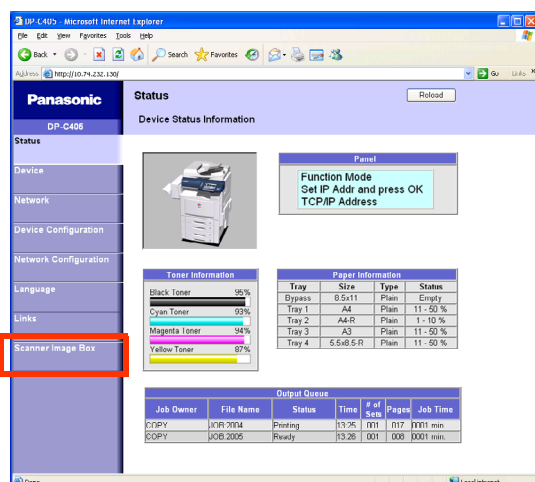 DP-C405 - Microsoft Internet Explorer
File Edit View Favorites Tools Help
Back Search Favorites
Address http://10.74.232.130/ Go Links
Panasonic
DP-C405
Status
Reload
Device Status Information
Status
Device
Network
Device Configuration
Network Configuration
Language
Links
Scanner Image Box
Panel
Function Mode
Set IP Addr and press OK
TCP/IP Address
Toner Information
Black Toner 95%
Cyan Toner 93%
Magenta Toner 94%
Yellow Toner 87%
Paper Information
Tray Size Type Status
Bypass 8.5x11 Plain Empty
Tray 1 A4 Plain 11 - 50 %
Tray 2 A4-R Plain 1 - 10 %
Tray 3 A3 Plain 11 - 50 %
Tray 4 5.5x8.5-R Plain 11 - 50 %
Output Queue
Job Owner File Name Status Time # of Sets Pages Job Time
COPY JOB:2004 Printing 13:25 001 017 0001 min.
COPY JOB:2005 Ready 13:26 001 008 0001 min.
Done Local intranet